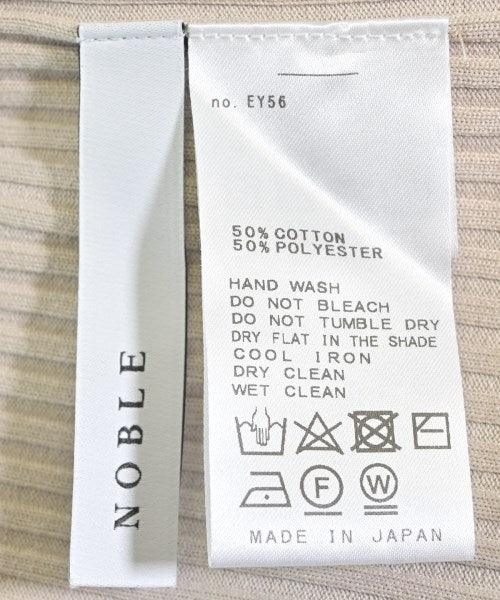 NOBLE
no. EY56
50% COTTON
50% POLYESTER
HAND WASH
DO NOT BLEACH
DO NOT TUMBLE DRY
DRY FLAT IN THE SHADE
COOL IRON
DRY CLEAN
WET CLEAN
F
W
MADE IN JAPAN